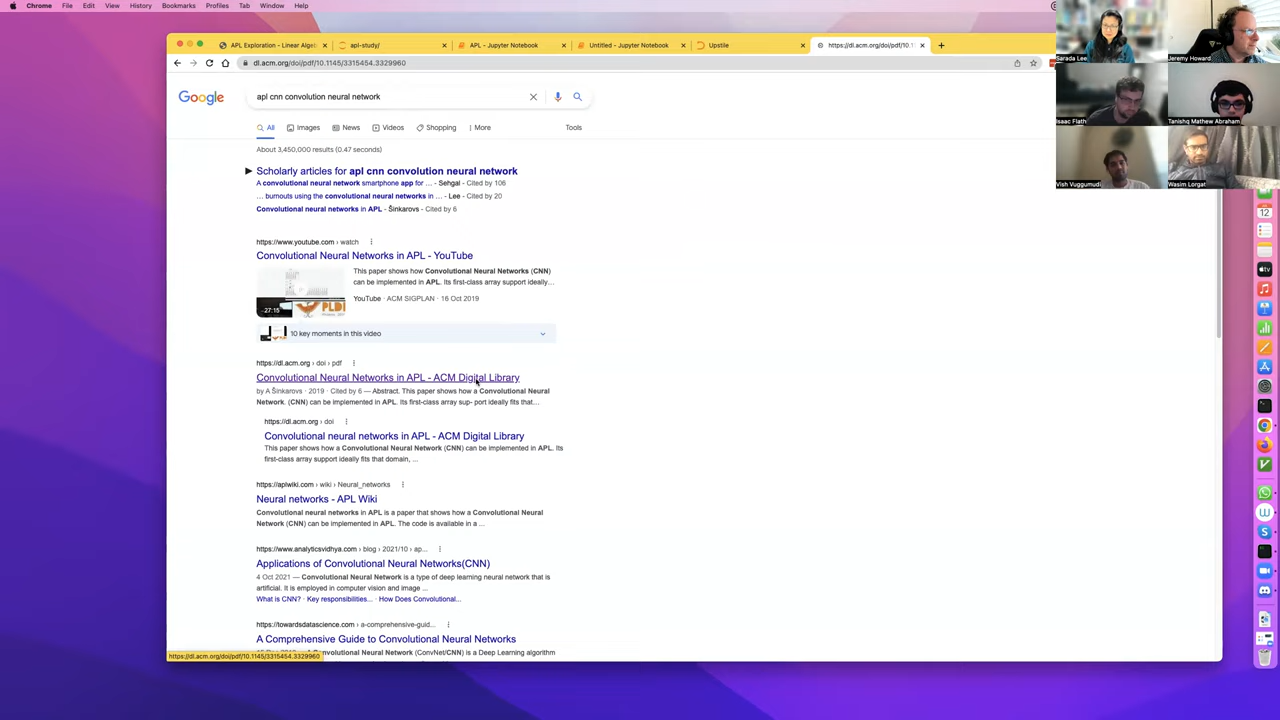 Chrome File Edit View History Bookmarks Profiles Tab Window Help
APL Exploration - Linear Algeb
apl-study/
APL - Jupyter Notebook
Untitled - Jupyter Notebook
Upstile
https://dl.acm.org/doi/pdf/10.1
dl.acm.org/doi/pdf/10.1145/3315454.3329960
Google
apl cnn convolution neural network
All Images News Videos Shopping More Tools
About 3,450,000 results (0.47 seconds)
Scholarly articles for apl cnn convolution neural network
A convolutional neural network smartphone app for ... - Sehgal - Cited by 106
... burnouts using the convolutional neural networks in ... - Lee - Cited by 20
Convolutional neural networks in APL - Šinkarovs - Cited by 6
https://www.youtube.com › watch
Convolutional Neural Networks in APL - YouTube
This paper shows how Convolutional Neural Networks (CNN)
can be implemented in APL. Its first-class array support ideally...
YouTube · ACM SIGPLAN · 16 Oct 2019
27:15
PLDI
10 key moments in this video
https://dl.acm.org › doi › pdf
Convolutional Neural Networks in APL - ACM Digital Library
by A Šinkarovs · 2019 · Cited by 6 — Abstract. This paper shows how a Convolutional Neural
Network. (CNN) can be implemented in APL. Its first-class array sup- port ideally fits that...
https://dl.acm.org › doi
Convolutional neural networks in APL - ACM Digital Library
This paper shows how a Convolutional Neural Network (CNN) can be implemented in APL. Its
first-class array support ideally fits that domain, ...
https://aplwiki.com › wiki › Neural_networks
Neural networks - APL Wiki
Convolutional neural networks in APL is a paper that shows how a Convolutional Neural
Network (CNN) can be implemented in APL. The code is available in a ...
https://www.analyticsvidhya.com › blog › 2021/10 › ap...
Applications of Convolutional Neural Networks(CNN)
4 Oct 2021 — Convolutional Neural Network is a type of deep learning neural network that is
artificial. It is employed in computer vision and image ...
What is CNN? · Key responsibilities... · How Does Convolutional...
https://towardsdatascience.com › a-comprehensive-guid...
A Comprehensive Guide to Convolutional Neural Networks
A Convolutional Neural Network (ConvNet/CNN) is a Deep Learning algorithm
https://dl.acm.org/doi/pdf/10.1145/3315454.3329960
Sarada Lee
Jeremy Howard
Isaac Flath
Tanishq Mathew Abraham
Vish Vuggumudi
Wasim Lorgat
12
tv